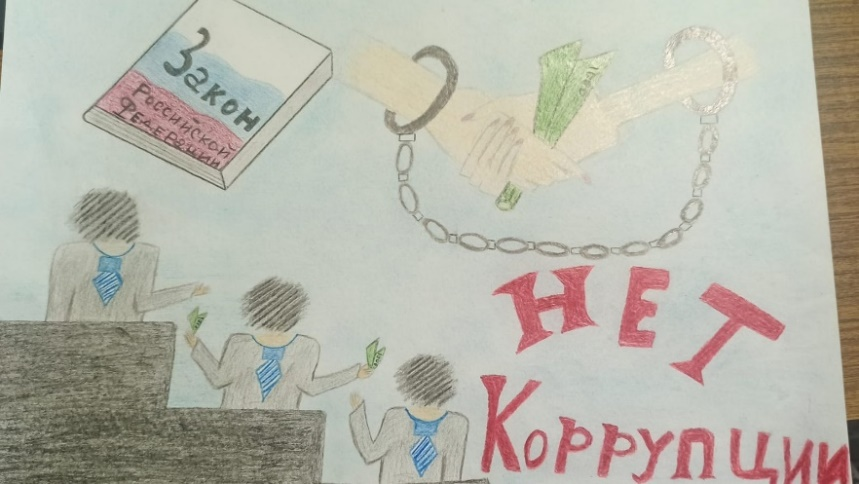 Закон
Российской
Федерации
НЕТ
Коррупции